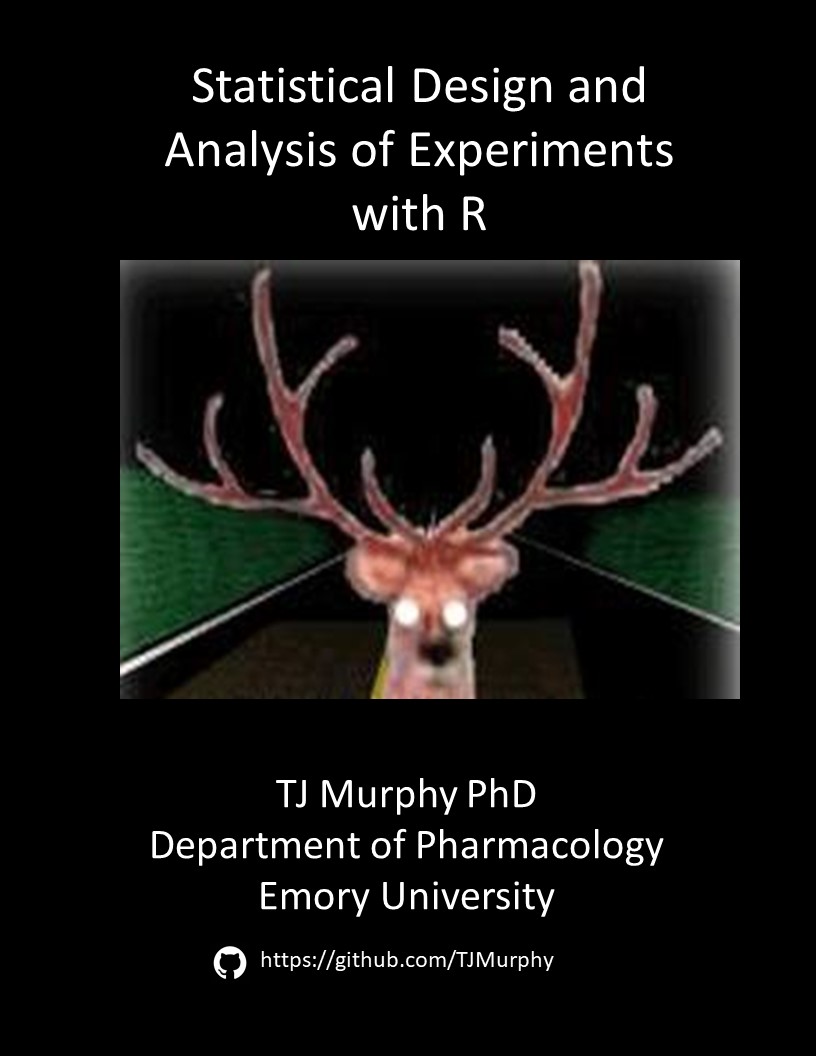 Statistical Design and
Analysis of Experiments
with R
TJ Murphy PhD
Department of Pharmacology
Emory University
https://github.com/TJMurphy